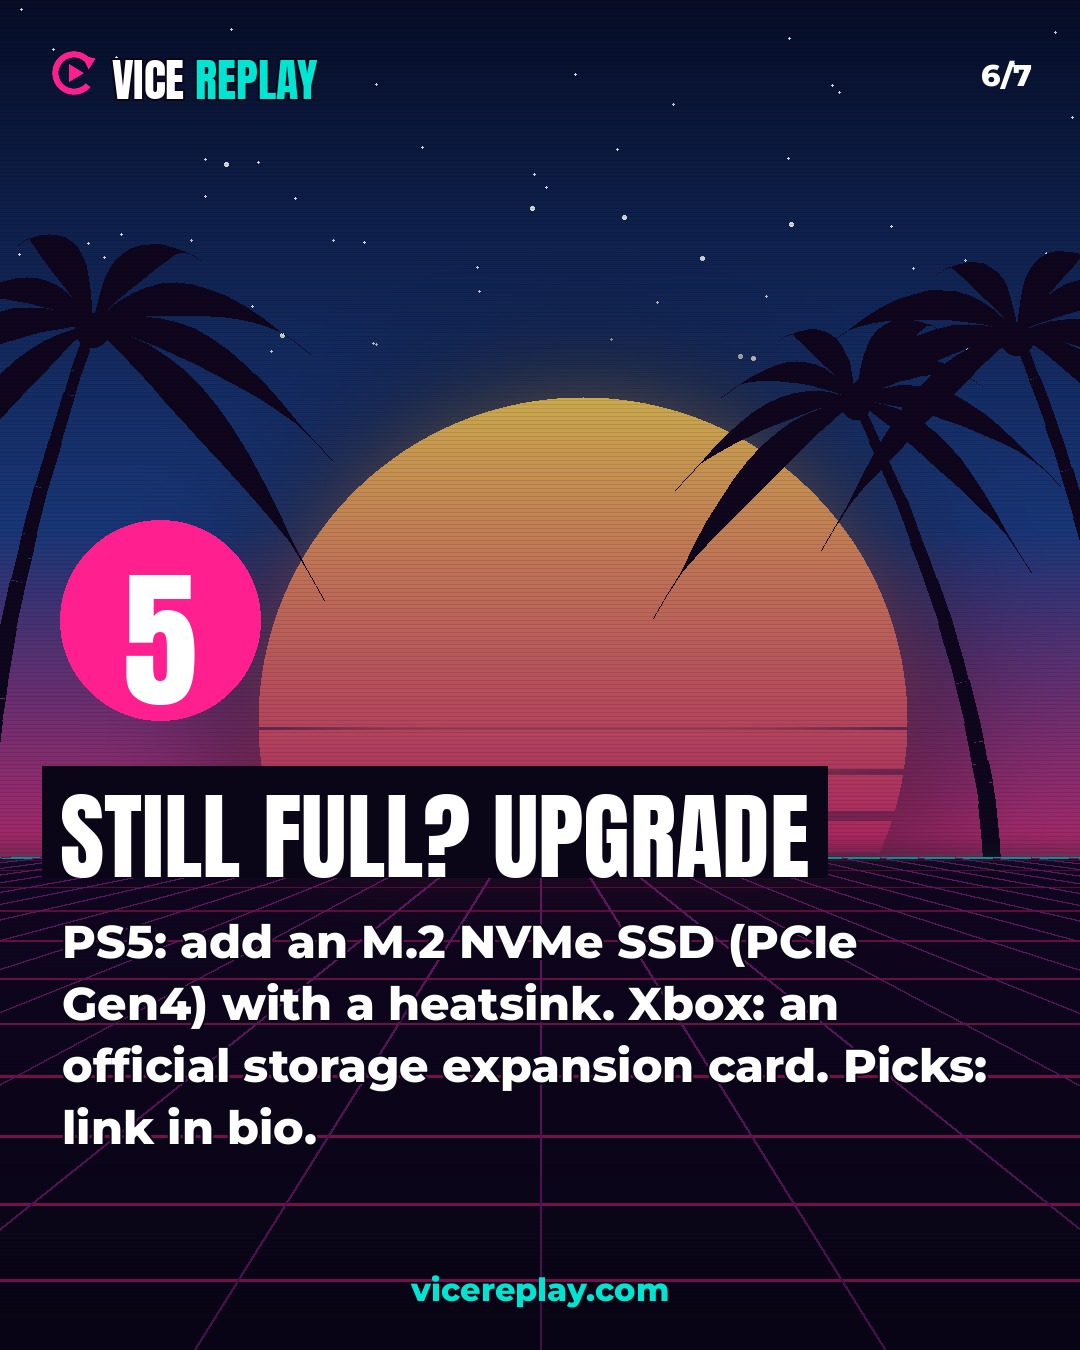 VICE REPLAY
6/7
5
STILL FULL? UPGRADE
PS5: add an M.2 NVMe SSD (PCIe
Gen4) with a heatsink. Xbox: an
official storage expansion card. Picks:
link in bio.
vicereplay.com